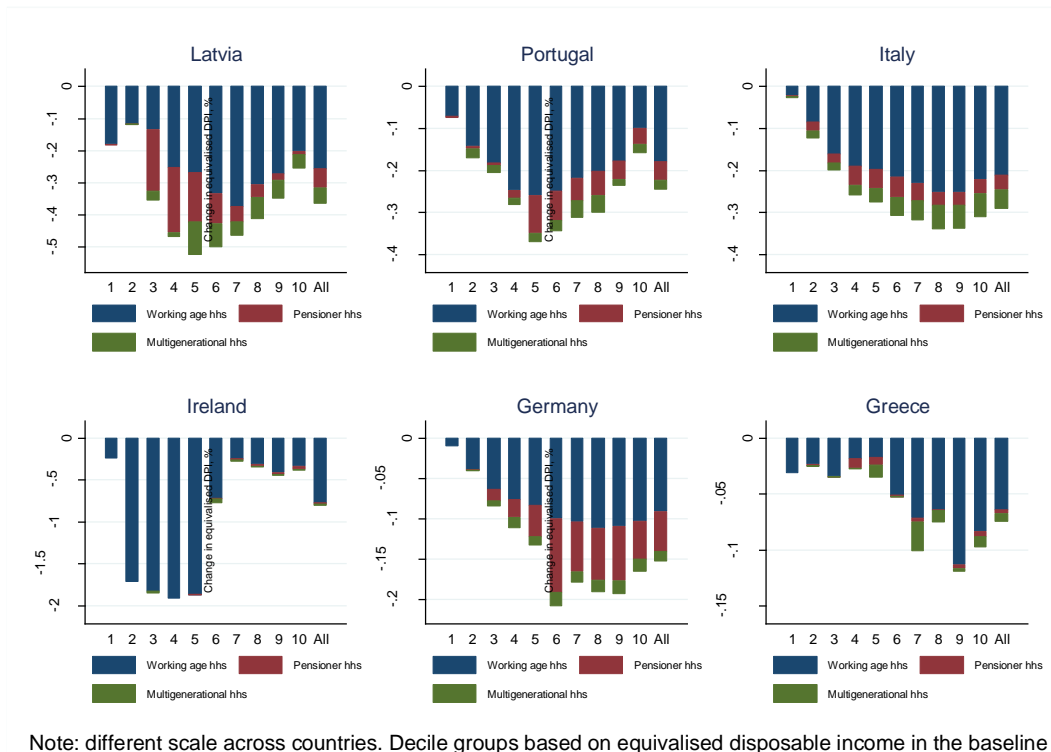 Latvia
Portugal
Italy
0
-.1
-.2
-.3
-.4
-.5
Change in equivalised DPI, %
0
-.1
-.2
-.3
-.4
Change in equivalised DPI, %
0
-.1
-.2
-.3
-.4
1 2 3 4 5 6 7 8 9 10 All
1 2 3 4 5 6 7 8 9 10 All
1 2 3 4 5 6 7 8 9 10 All
Working age hhs Pensioner hhs
Multigenerational hhs
Working age hhs Pensioner hhs
Multigenerational hhs
Working age hhs Pensioner hhs
Multigenerational hhs
Ireland
Germany
Greece
0
-.5
-1
-1.5
-2
Change in equivalised DPI, %
0
-.05
-.1
-.15
-.2
Change in equivalised DPI, %
0
-.05
-.1
-.15
1 2 3 4 5 6 7 8 9 10 All
1 2 3 4 5 6 7 8 9 10 All
1 2 3 4 5 6 7 8 9 10 All
Working age hhs Pensioner hhs
Multigenerational hhs
Working age hhs Pensioner hhs
Multigenerational hhs
Working age hhs Pensioner hhs
Multigenerational hhs
Note: different scale across countries. Decile groups based on equivalised disposable income in the baseline